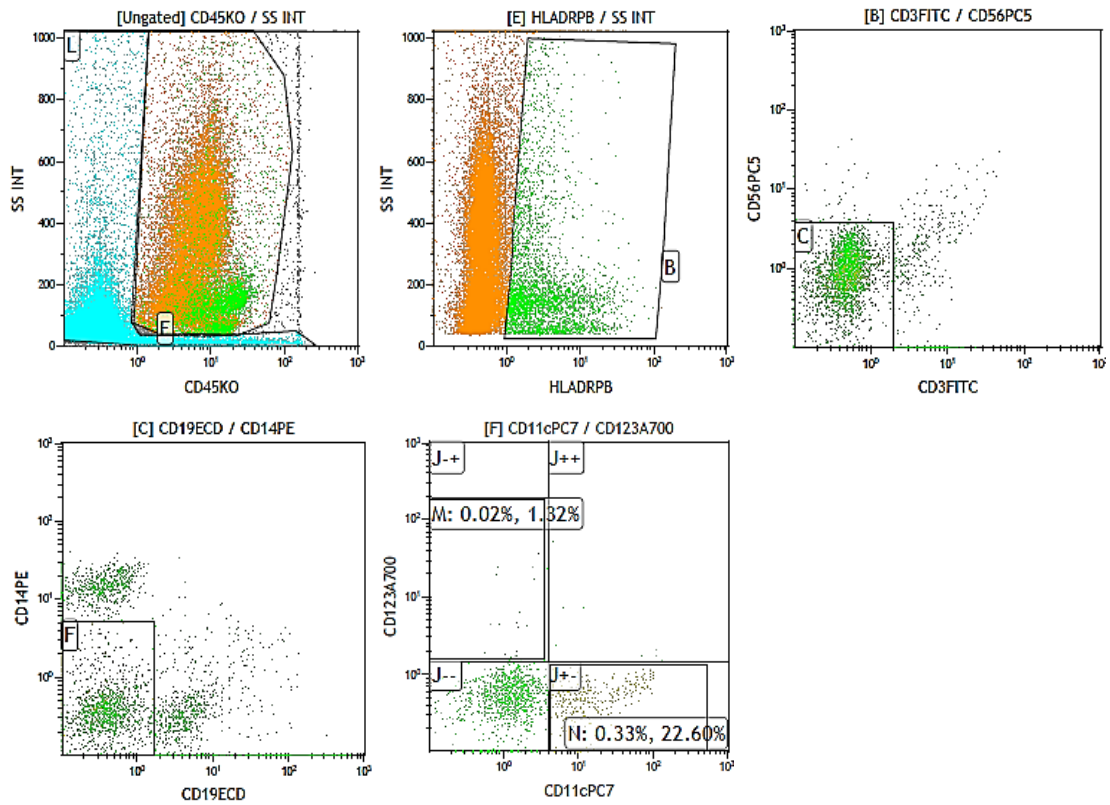 [Ungated] CD45KO / SS INT
L
1000
800
600
400
200
0
SS INT
E
10⁰ 10¹ 10² 10³
CD45KO
[E] HLADRPB / SS INT
1000
800
600
400
200
0
SS INT
B
10⁰ 10¹ 10² 10³
HLADRPB
[B] CD3FITC / CD56PC5
10³
10²
10¹
10⁰
CD56PC5
C
10⁰ 10¹ 10² 10³
CD3FITC
[C] CD19ECD / CD14PE
10³
10²
10¹
10⁰
CD14PE
F
10⁰ 10¹ 10² 10³
CD19ECD
[F] CD11cPC7 / CD123A700
10³
10²
10¹
10⁰
CD123A700
J-+ J++
M: 0.02%, 1.32%
J-- J+-
N: 0.33%, 22.60%
10⁰ 10¹ 10² 10³
CD11cPC7